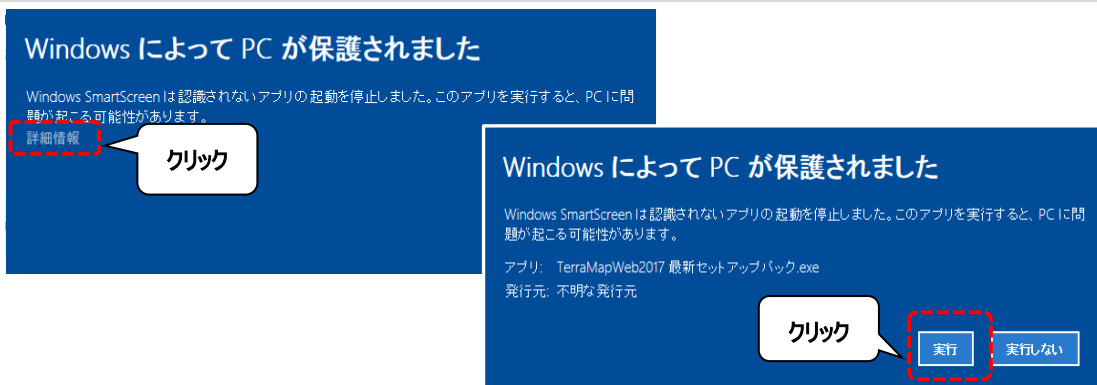 Windows によって PC が保護されました
Windows SmartScreen は認識されないアプリの起動を停止しました。このアプリを実行すると、PC に問
題が起こる可能性があります。
詳細情報
クリック
Windows によって PC が保護されました
Windows SmartScreen は認識されないアプリの起動を停止しました。このアプリを実行すると、PC に問
題が起こる可能性があります。
アプリ: TerraMapWeb2017 最新セットアップパック.exe
発行元: 不明な発行元
クリック
実行
実行しない